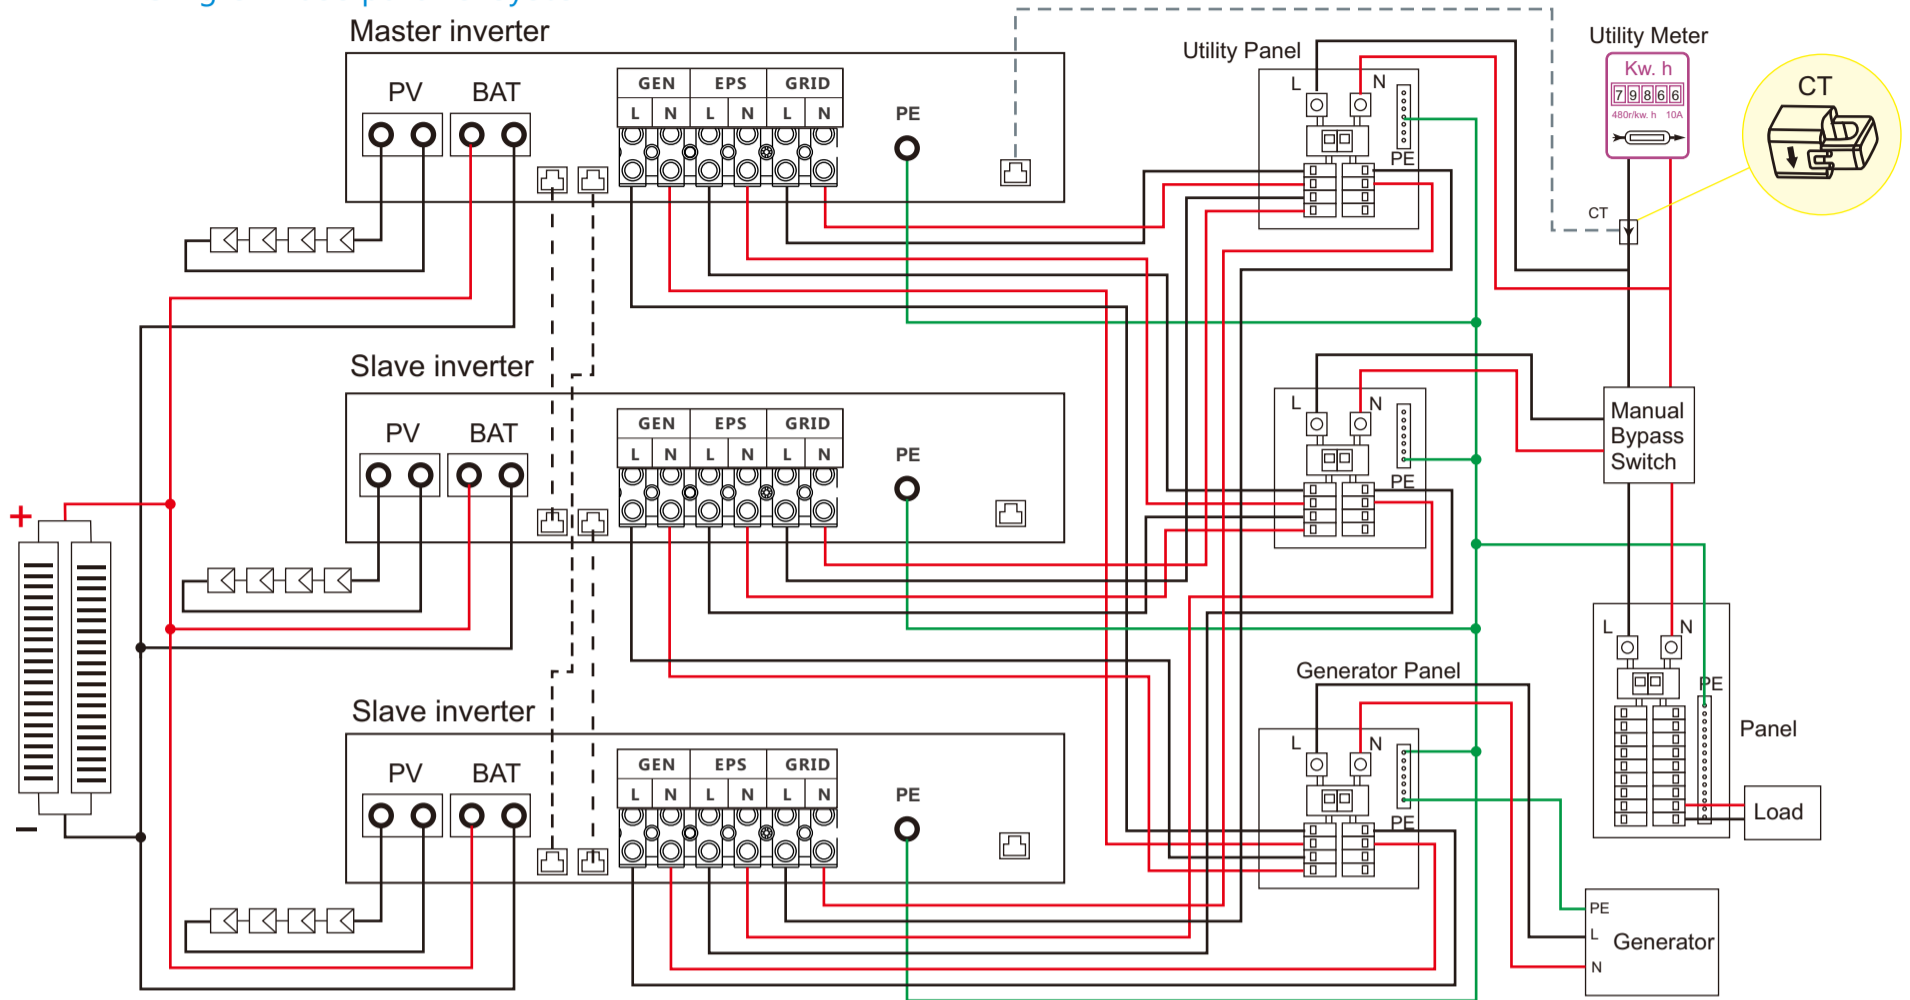 Master inverter
PV BAT
GEN EPS GRID
L N L N L N
PE
Utility Panel
L N
PE
Utility Meter
Kw. h
79866
480r/kw. h 10A
CT
CT
Slave inverter
PV BAT
GEN EPS GRID
L N L N L N
PE
L N
PE
Manual
Bypass
Switch
+
−
L N
PE
Panel
Load
Slave inverter
PV BAT
GEN EPS GRID
L N L N L N
PE
Generator Panel
L N
PE
PE
L
N
Generator